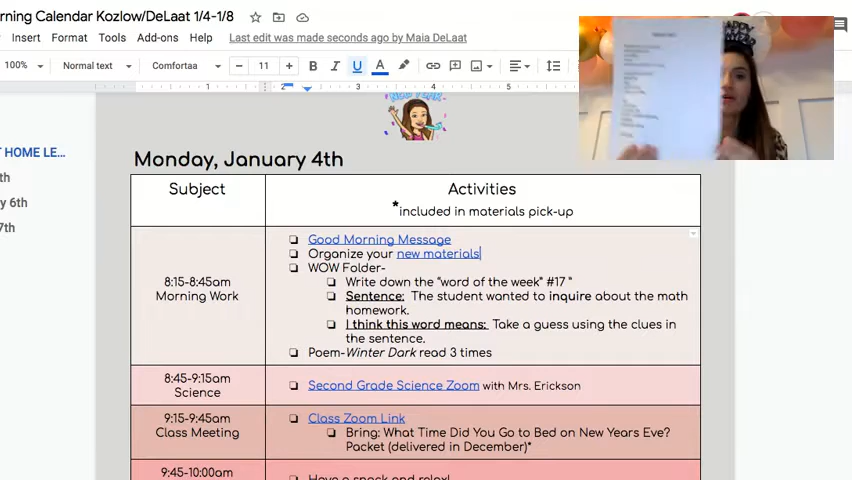 rning Calendar Kozlow/DeLaat 1/4-1/8
Insert Format Tools Add-ons Help Last edit was made seconds ago by Maia DeLaat
100% Normal text Comfortaa 11 B I U A
Monday, January 4th
Subject
Activities
*included in materials pick-up
8:15-8:45am
Morning Work
Good Morning Message
Organize your new materials
WOW Folder-
Write down the “word of the week” #17 ”
Sentence: The student wanted to inquire about the math
homework.
I think this word means: Take a guess using the clues in
the sentence.
Poem-Winter Dark read 3 times
8:45-9:15am
Science
Second Grade Science Zoom with Mrs. Erickson
9:15-9:45am
Class Meeting
Class Zoom Link
Bring: What Time Did You Go to Bed on New Years Eve?
Packet (delivered in December)*
9:45-10:00am
Have a snack and relax!
HOME LE...
th
y 6th
7th